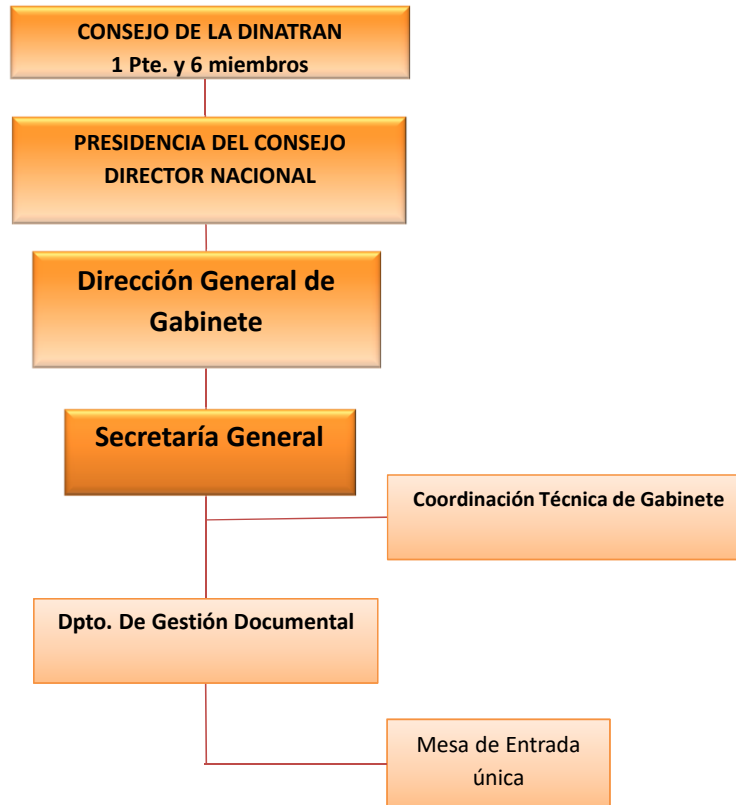 CONSEJO DE LA DINATRAN
1 Pte. y 6 miembros
PRESIDENCIA DEL CONSEJO
DIRECTOR NACIONAL
Dirección General de
Gabinete
Secretaría General
Coordinación Técnica de Gabinete
Dpto. De Gestión Documental
Mesa de Entrada
única